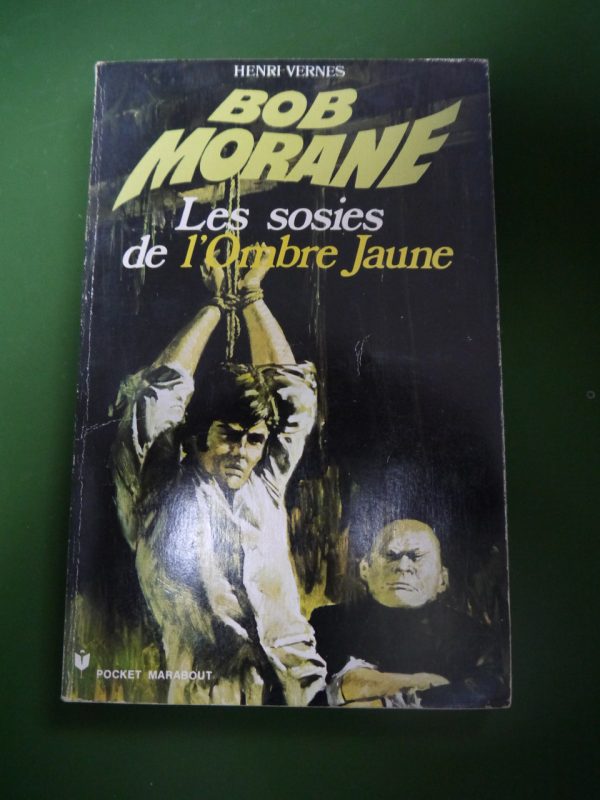 HENRI VERNES
BOB
MORANE
Les sosies
de l'Ombre Jaune
POCKET MARABOUT